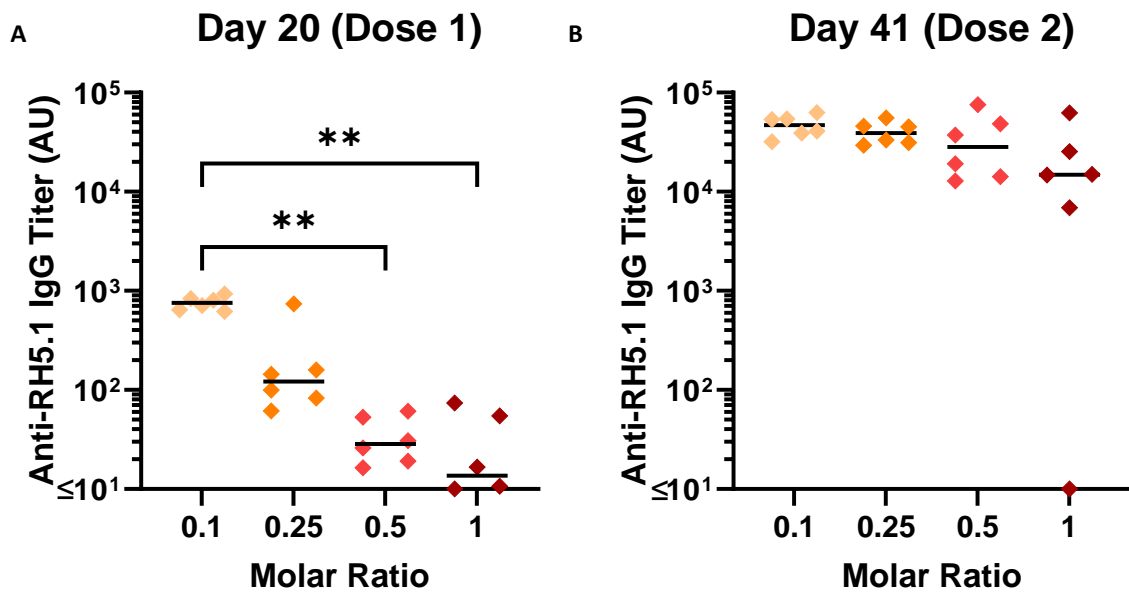 A
Day 20 (Dose 1)
Anti-RH5.1 IgG Titer (AU)
10⁵
10⁴
10³
10²
≤10¹
**
**
0.1 0.25 0.5 1
Molar Ratio
B
Day 41 (Dose 2)
Anti-RH5.1 IgG Titer (AU)
10⁵
10⁴
10³
10²
≤10¹
0.1 0.25 0.5 1
Molar Ratio